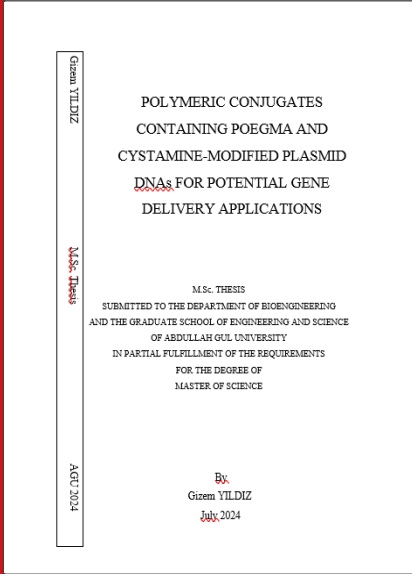 Gizem YILDIZ
M.Sc. Thesis
AGU 2024
POLYMERIC CONJUGATES
CONTAINING POEGMA AND
CYSTAMINE-MODIFIED PLASMID
DNAs FOR POTENTIAL GENE
DELIVERY APPLICATIONS
M.Sc. THESIS
SUBMITTED TO THE DEPARTMENT OF BIOENGINEERING
AND THE GRADUATE SCHOOL OF ENGINEERING AND SCIENCE
OF ABDULLAH GUL UNIVERSITY
IN PARTIAL FULFILLMENT OF THE REQUIREMENTS
FOR THE DEGREE OF
MASTER OF SCIENCE
By
Gizem YILDIZ
July 2024